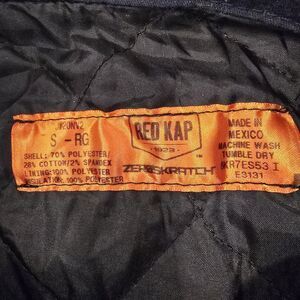 S - RG
SHELL: 70% POLYESTER/
28% COTTON/2% SPANDEX
LINING:100% POLYESTER
INSULATION:100% POLYESTER
RED KAP
1923
™
ZEROSKRATCH
MADE IN
MEXICO
MACHINE WASH
TUMBLE DRY
KR7ES53 I
E3131